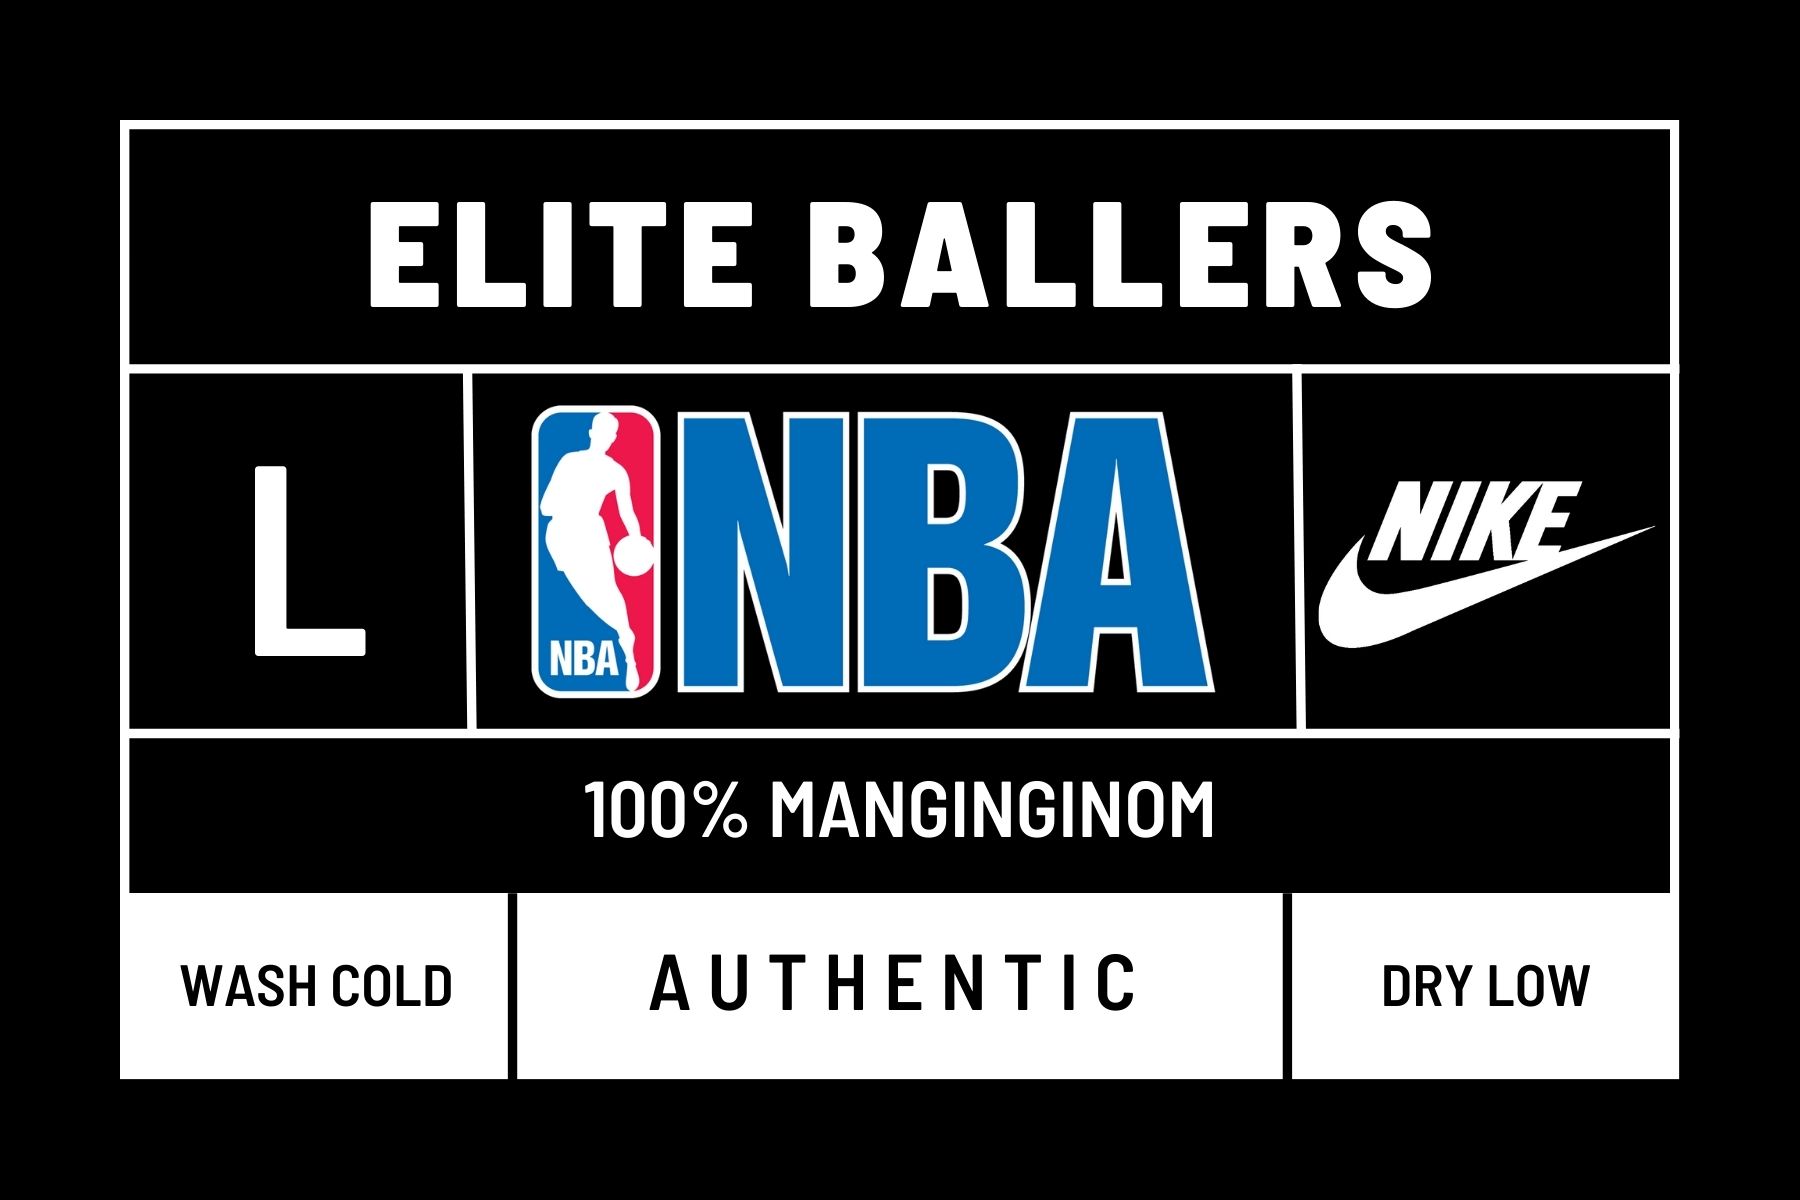 ELITE BALLERS
L
NBA
NBA
NIKE
100% MANGINGINOM
WASH COLD
AUTHENTIC
DRY LOW